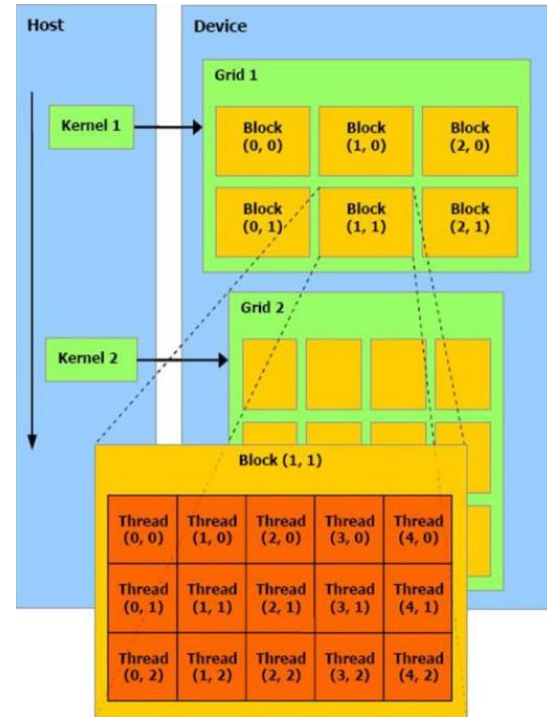 Host
Device
Grid 1
Kernel 1
Block
(0, 0)
Block
(1, 0)
Block
(2, 0)
Block
(0, 1)
Block
(1, 1)
Block
(2, 1)
Grid 2
Kernel 2
Block (1, 1)
Thread
(0, 0)
Thread
(1, 0)
Thread
(2, 0)
Thread
(3, 0)
Thread
(4, 0)
Thread
(0, 1)
Thread
(1, 1)
Thread
(2, 1)
Thread
(3, 1)
Thread
(4, 1)
Thread
(0, 2)
Thread
(1, 2)
Thread
(2, 2)
Thread
(3, 2)
Thread
(4, 2)